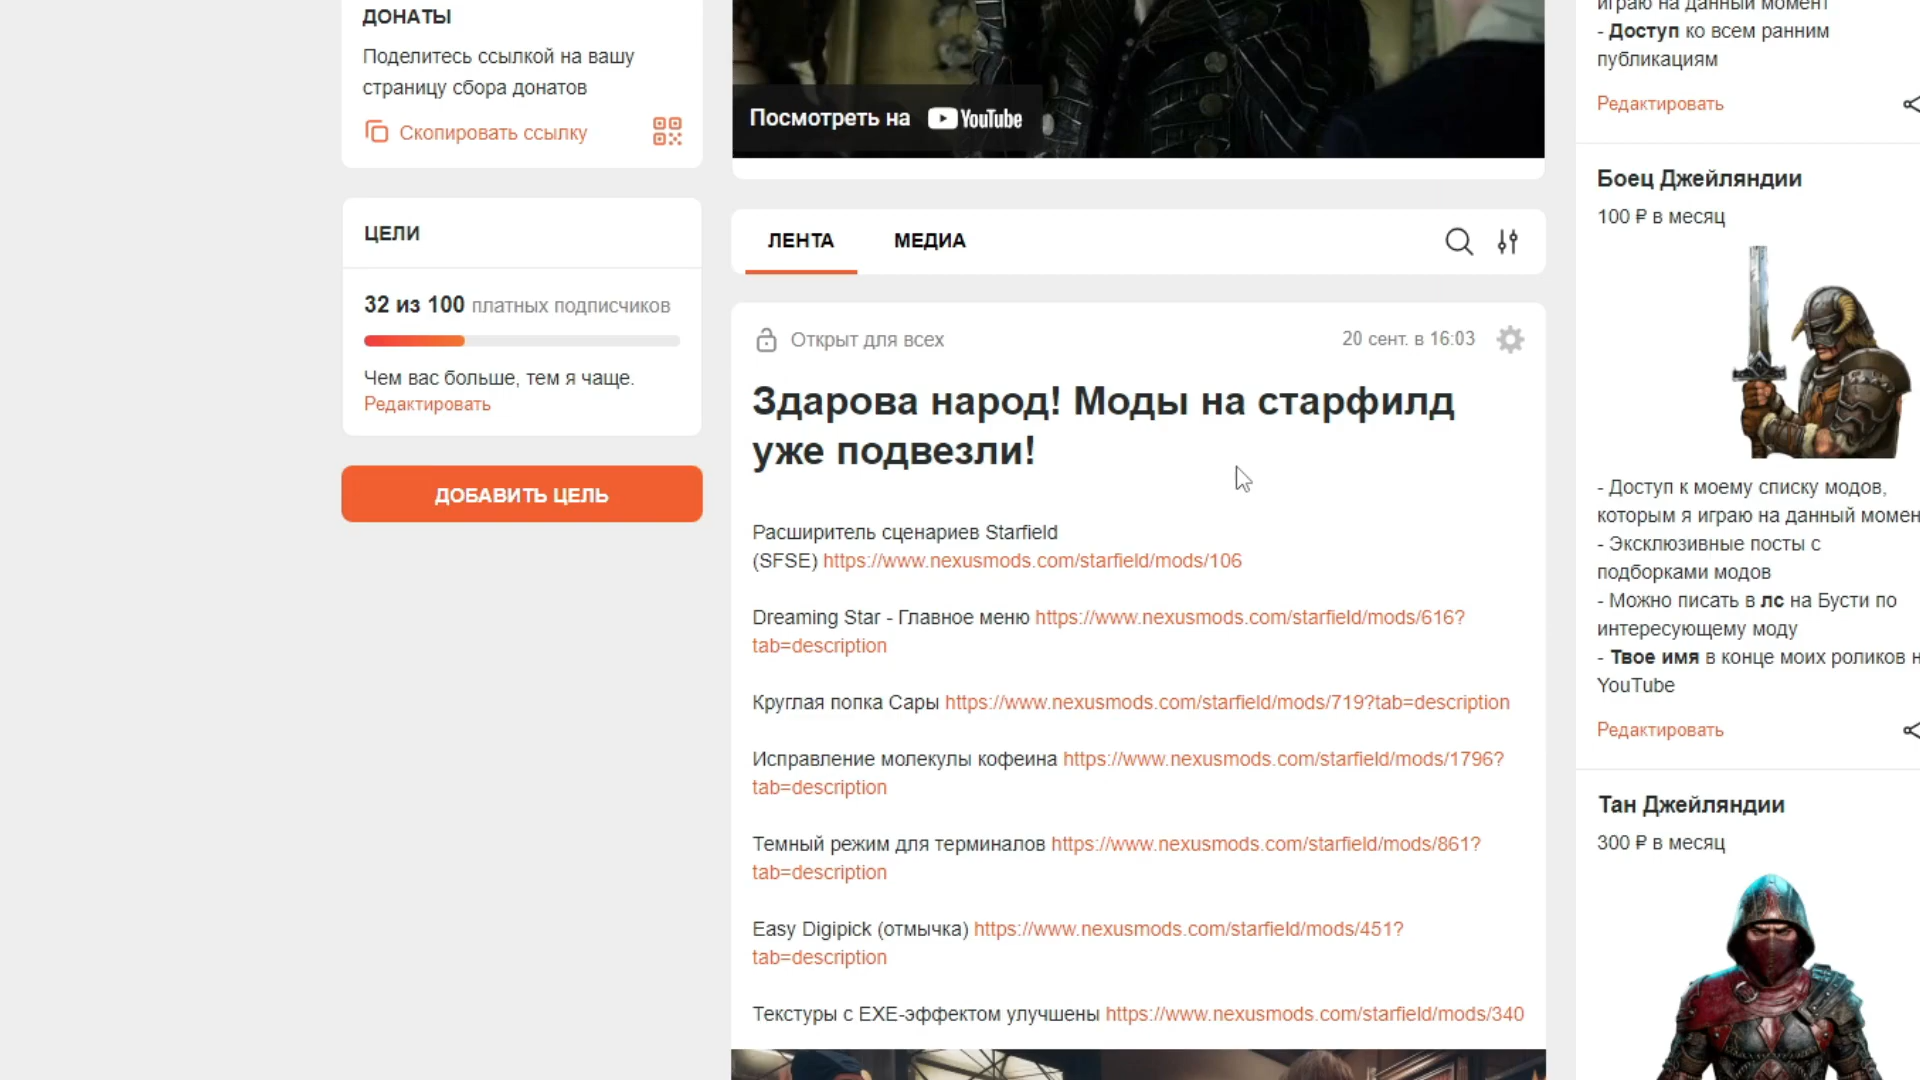 ДОНАТЫ
Поделитесь ссылкой на вашу
страницу сбора донатов
Скопировать ссылку
ЦЕЛИ
32 из 100 платных подписчиков
Чем вас больше, тем я чаще.
Редактировать
ДОБАВИТЬ ЦЕЛЬ
Посмотреть на YouTube
ЛЕНТА
МЕДИА
Открыт для всех
20 сент. в 16:03
Здарова народ! Моды на старфилд
уже подвезли!
Расширитель сценариев Starfield
(SFSE) https://www.nexusmods.com/starfield/mods/106
Dreaming Star - Главное меню https://www.nexusmods.com/starfield/mods/616?
tab=description
Круглая попка Сары https://www.nexusmods.com/starfield/mods/719?tab=description
Исправление молекулы кофеина https://www.nexusmods.com/starfield/mods/1796?
tab=description
Темный режим для терминалов https://www.nexusmods.com/starfield/mods/861?
tab=description
Easy Digipick (отмычка) https://www.nexusmods.com/starfield/mods/451?
tab=description
Текстуры с EXE-эффектом улучшены https://www.nexusmods.com/starfield/mods/340
играю на данный момент
- Доступ ко всем ранним
публикациям
Редактировать
Боец Джейляндии
100 ₽ в месяц
- Доступ к моему списку модов,
которым я играю на данный момен
- Эксклюзивные посты с
подборками модов
- Можно писать в лс на Бусти по
интересующему моду
- Твое имя в конце моих роликов н
YouTube
Редактировать
Тан Джейляндии
300 ₽ в месяц